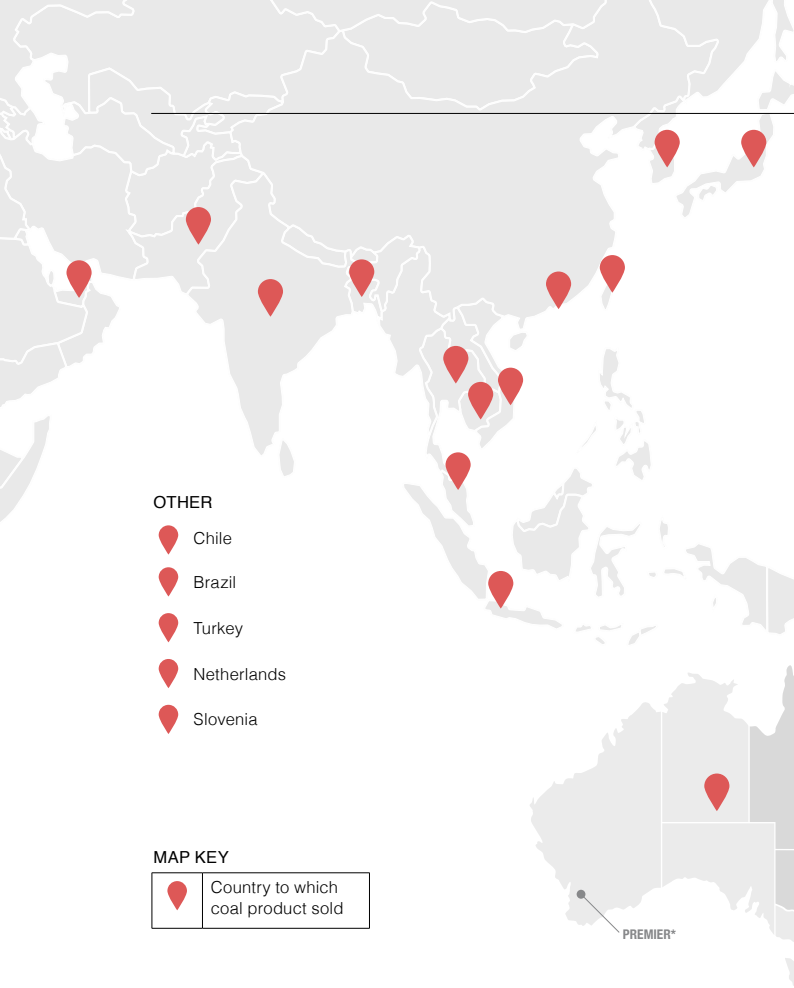 OTHER
Chile
Brazil
Turkey
Netherlands
Slovenia
MAP KEY
Country to which
coal product sold
PREMIER*